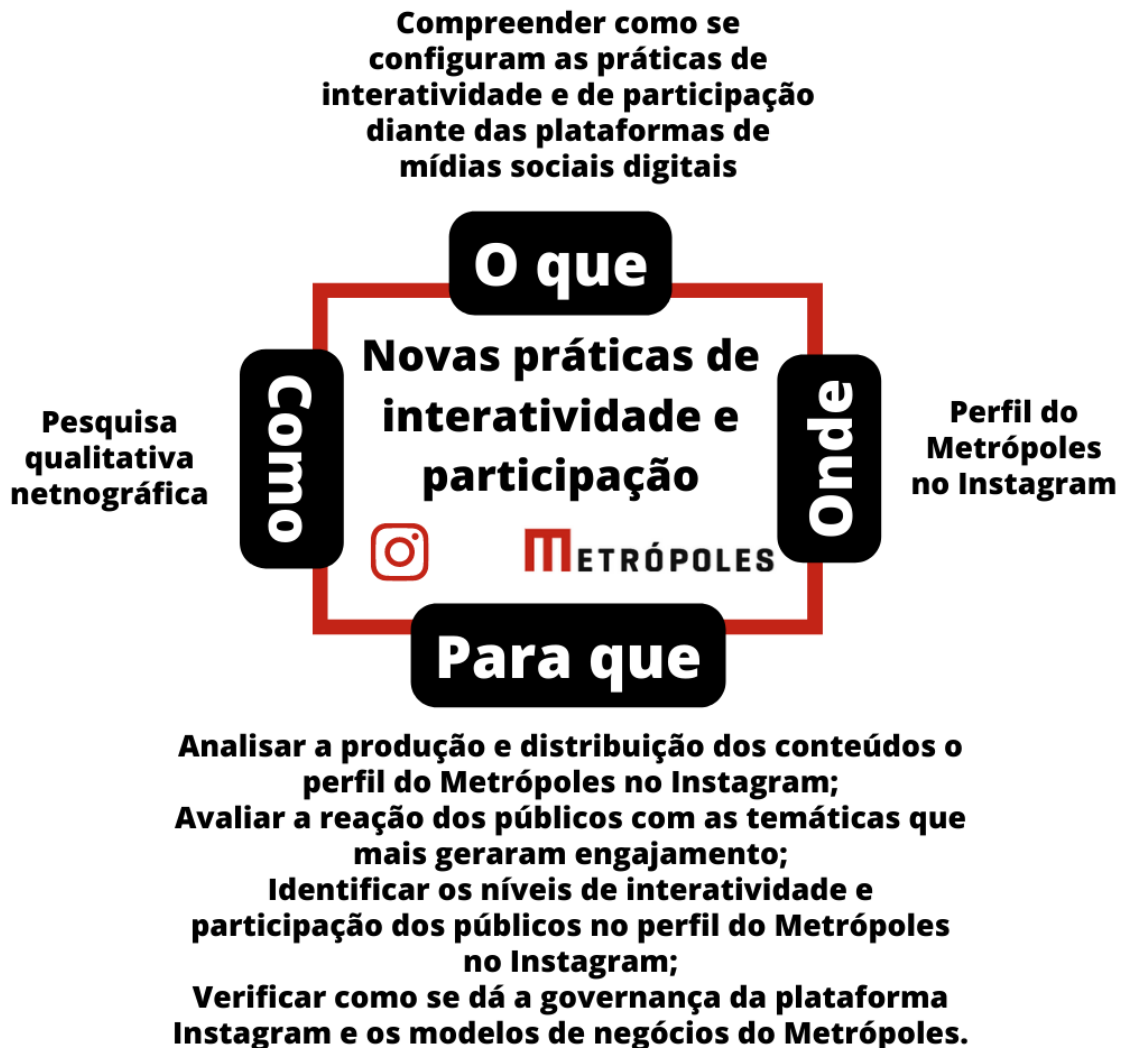 Compreender como se
configuram as práticas de
interatividade e de participação
diante das plataformas de
mídias sociais digitais
O que
Novas práticas de
interatividade e
participação
METRÓPOLES
Como
Pesquisa
qualitativa
netnográfica
Onde
Perfil do
Metrópoles
no Instagram
Para que
Analisar a produção e distribuição dos conteúdos o
perfil do Metrópoles no Instagram;
Avaliar a reação dos públicos com as temáticas que
mais geraram engajamento;
Identificar os níveis de interatividade e
participação dos públicos no perfil do Metrópoles
no Instagram;
Verificar como se dá a governança da plataforma
Instagram e os modelos de negócios do Metrópoles.